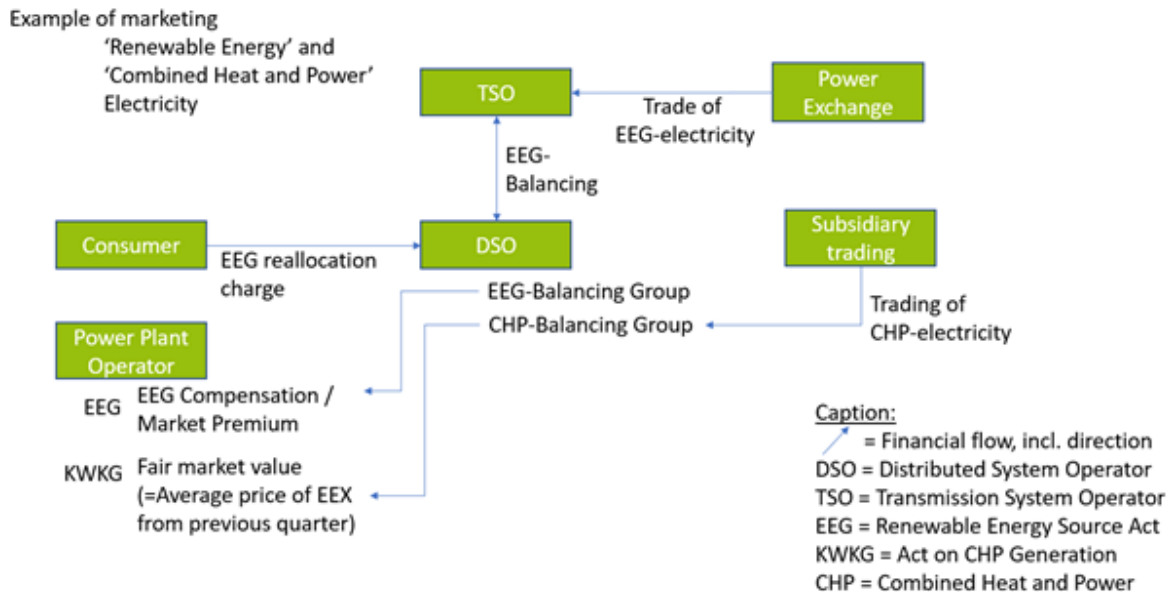 Example of marketing
‘Renewable Energy’ and
‘Combined Heat and Power’
Electricity
TSO
Power
Exchange
Trade of
EEG-electricity
EEG-
Balancing
Consumer
DSO
Subsidiary
trading
EEG reallocation
charge
EEG-Balancing Group
CHP-Balancing Group
Trading of
CHP-electricity
Power Plant
Operator
EEG
EEG Compensation /
Market Premium
KWKG
Fair market value
(=Average price of EEX
from previous quarter)
Caption:
= Financial flow, incl. direction
DSO = Distributed System Operator
TSO = Transmission System Operator
EEG = Renewable Energy Source Act
KWKG = Act on CHP Generation
CHP = Combined Heat and Power